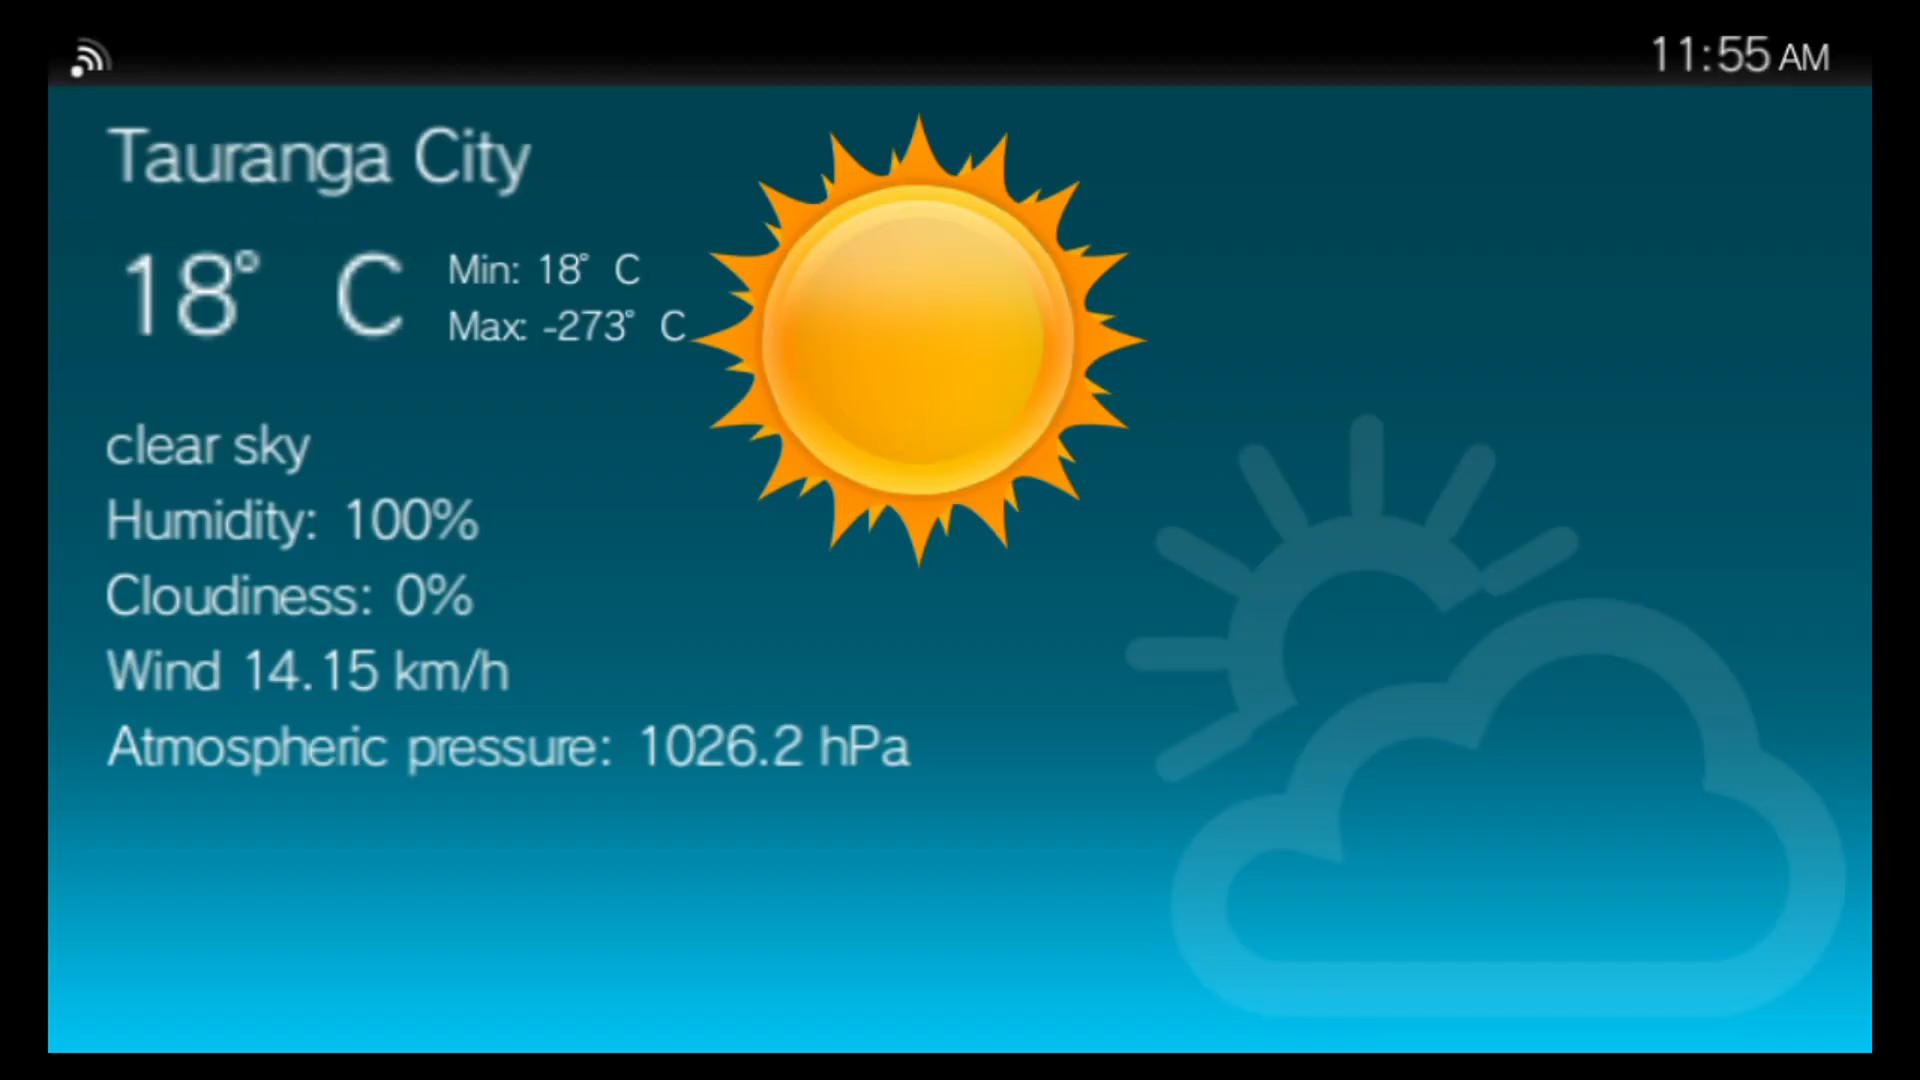 11:55 AM
Tauranga City
18° C
Min: 18° C
Max: -273° C
clear sky
Humidity: 100%
Cloudiness: 0%
Wind 14.15 km/h
Atmospheric pressure: 1026.2 hPa